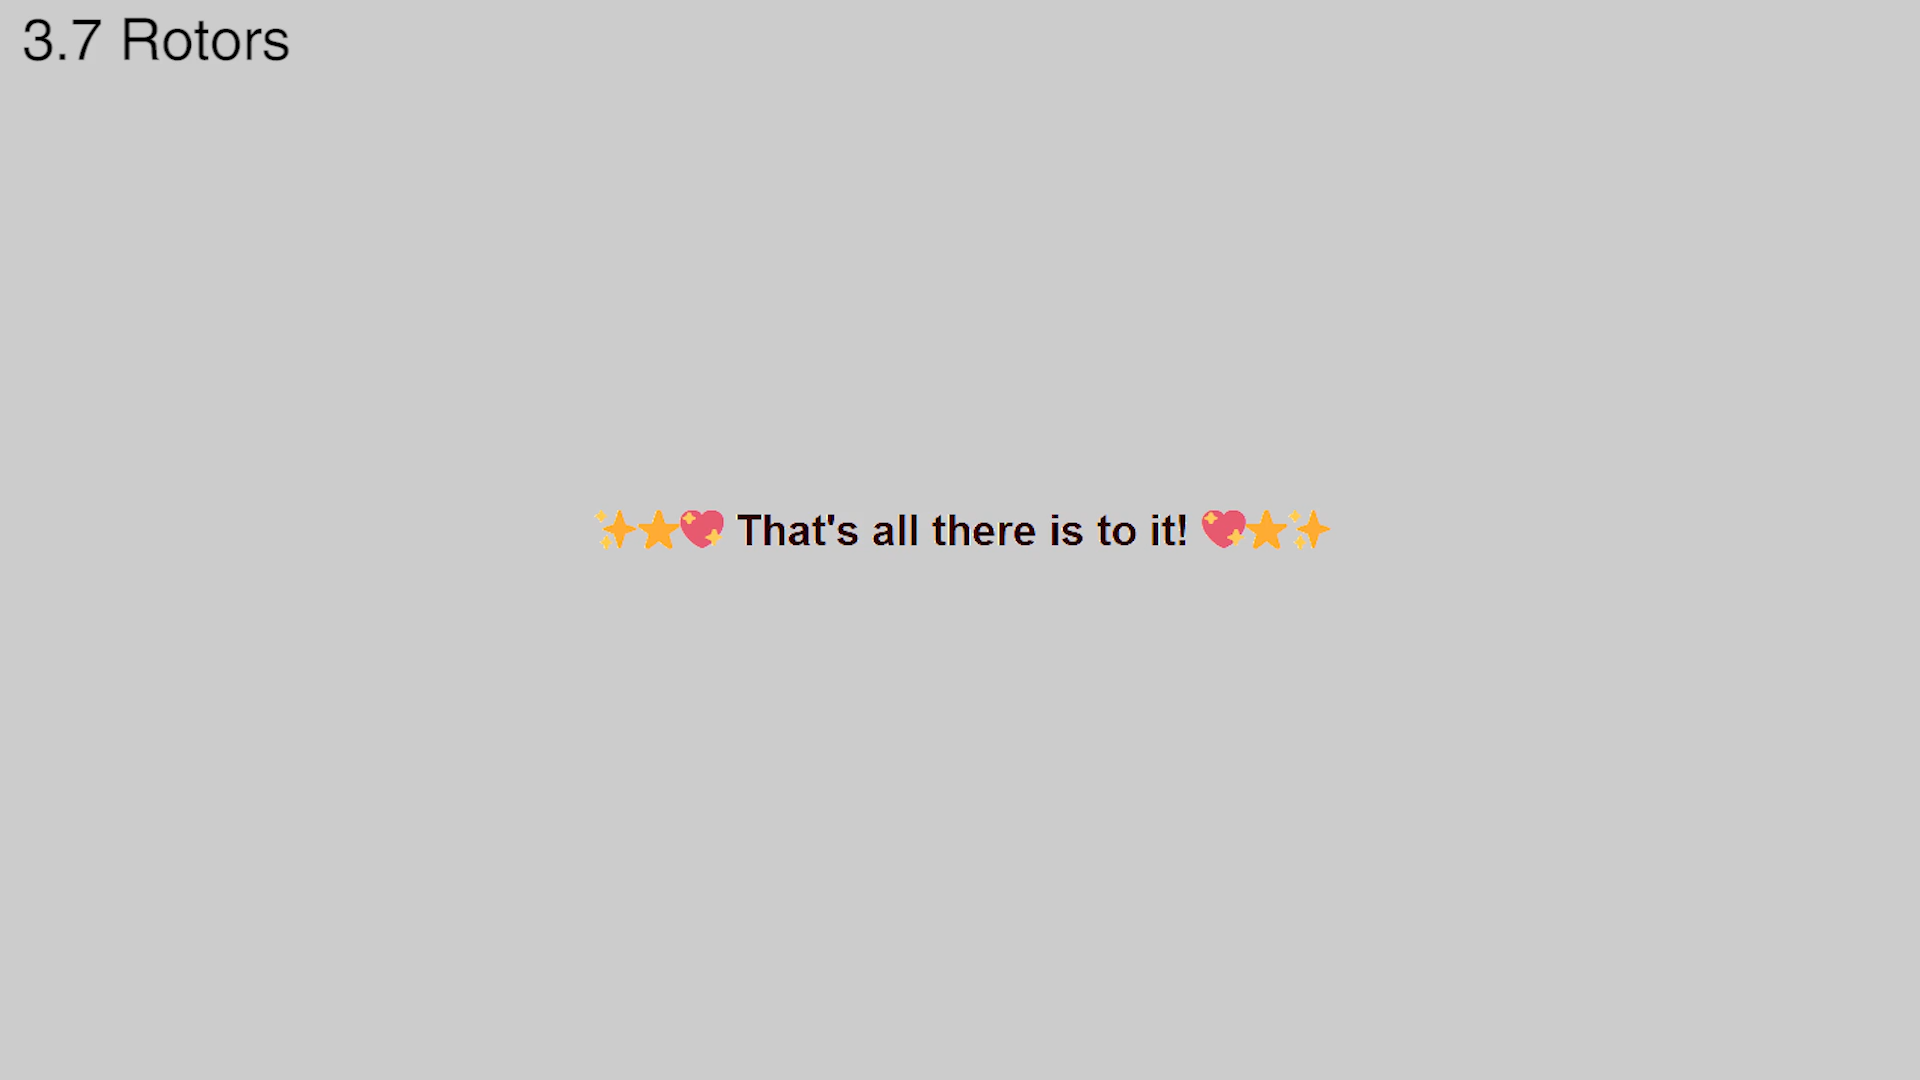 3.7 Rotors
✨⭐💖 That's all there is to it! 💖⭐✨